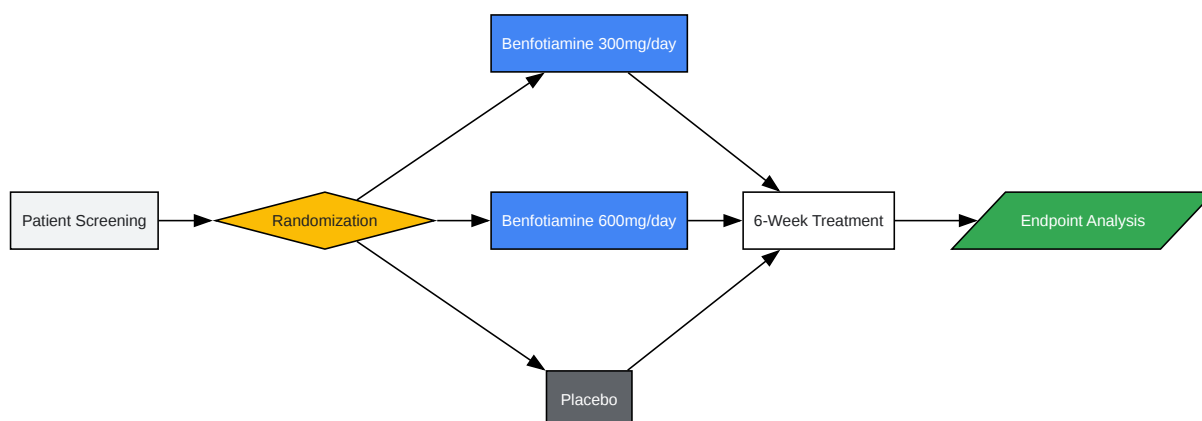 Benfotiamine 300mg/day
Patient Screening
Randomization
Benfotiamine 600mg/day
6-Week Treatment
Endpoint Analysis
Placebo